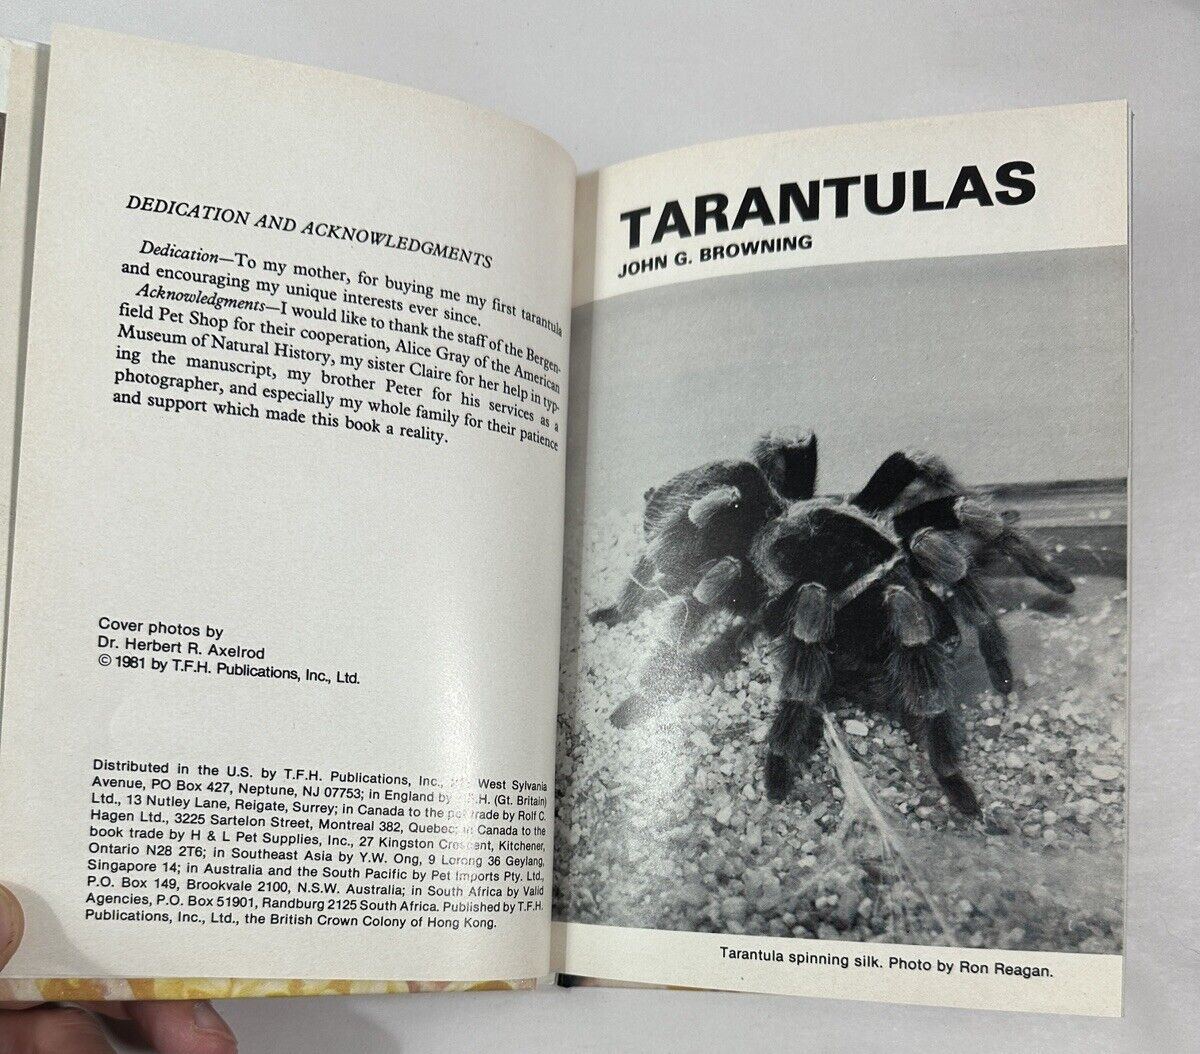 DEDICATION AND ACKNOWLEDGMENTS
Dedication—To my mother, for buying me my first tarantula
and encouraging my unique interests ever since.
Acknowledgments—I would like to thank the staff of the Bergen-
field Pet Shop for their cooperation, Alice Gray of the American
Museum of Natural History, my sister Claire for her help in typ-
ing the manuscript, my brother Peter for his services as a
photographer, and especially my whole family for their patience
and support which made this book a reality.
Cover photos by
Dr. Herbert R. Axelrod
© 1981 by T.F.H. Publications, Inc., Ltd.
Distributed in the U.S. by T.F.H. Publications, Inc., West Sylvania
Avenue, PO Box 427, Neptune, NJ 07753; in England by (Gt. Britain)
Ltd., 13 Nutley Lane, Reigate, Surrey; in Canada to the pet trade by Rolf C.
Hagen Ltd., 3225 Sartelon Street, Montreal 382, Quebec; in Canada to the
book trade by H & L Pet Supplies, Inc., 27 Kingston Crescent, Kitchener,
Ontario N28 2T6; in Southeast Asia by Y.W. Ong, 9 Lorong 36 Geylang,
Singapore 14; in Australia and the South Pacific by Pet Imports Pty. Ltd.,
P.O. Box 149, Brookvale 2100, N.S.W. Australia; in South Africa by Valid
Agencies, P.O. Box 51901, Randburg 2125 South Africa. Published by T.F.H.
Publications, Inc., Ltd., the British Crown Colony of Hong Kong.
TARANTULAS
JOHN G. BROWNING
Tarantula spinning silk. Photo by Ron Reagan.